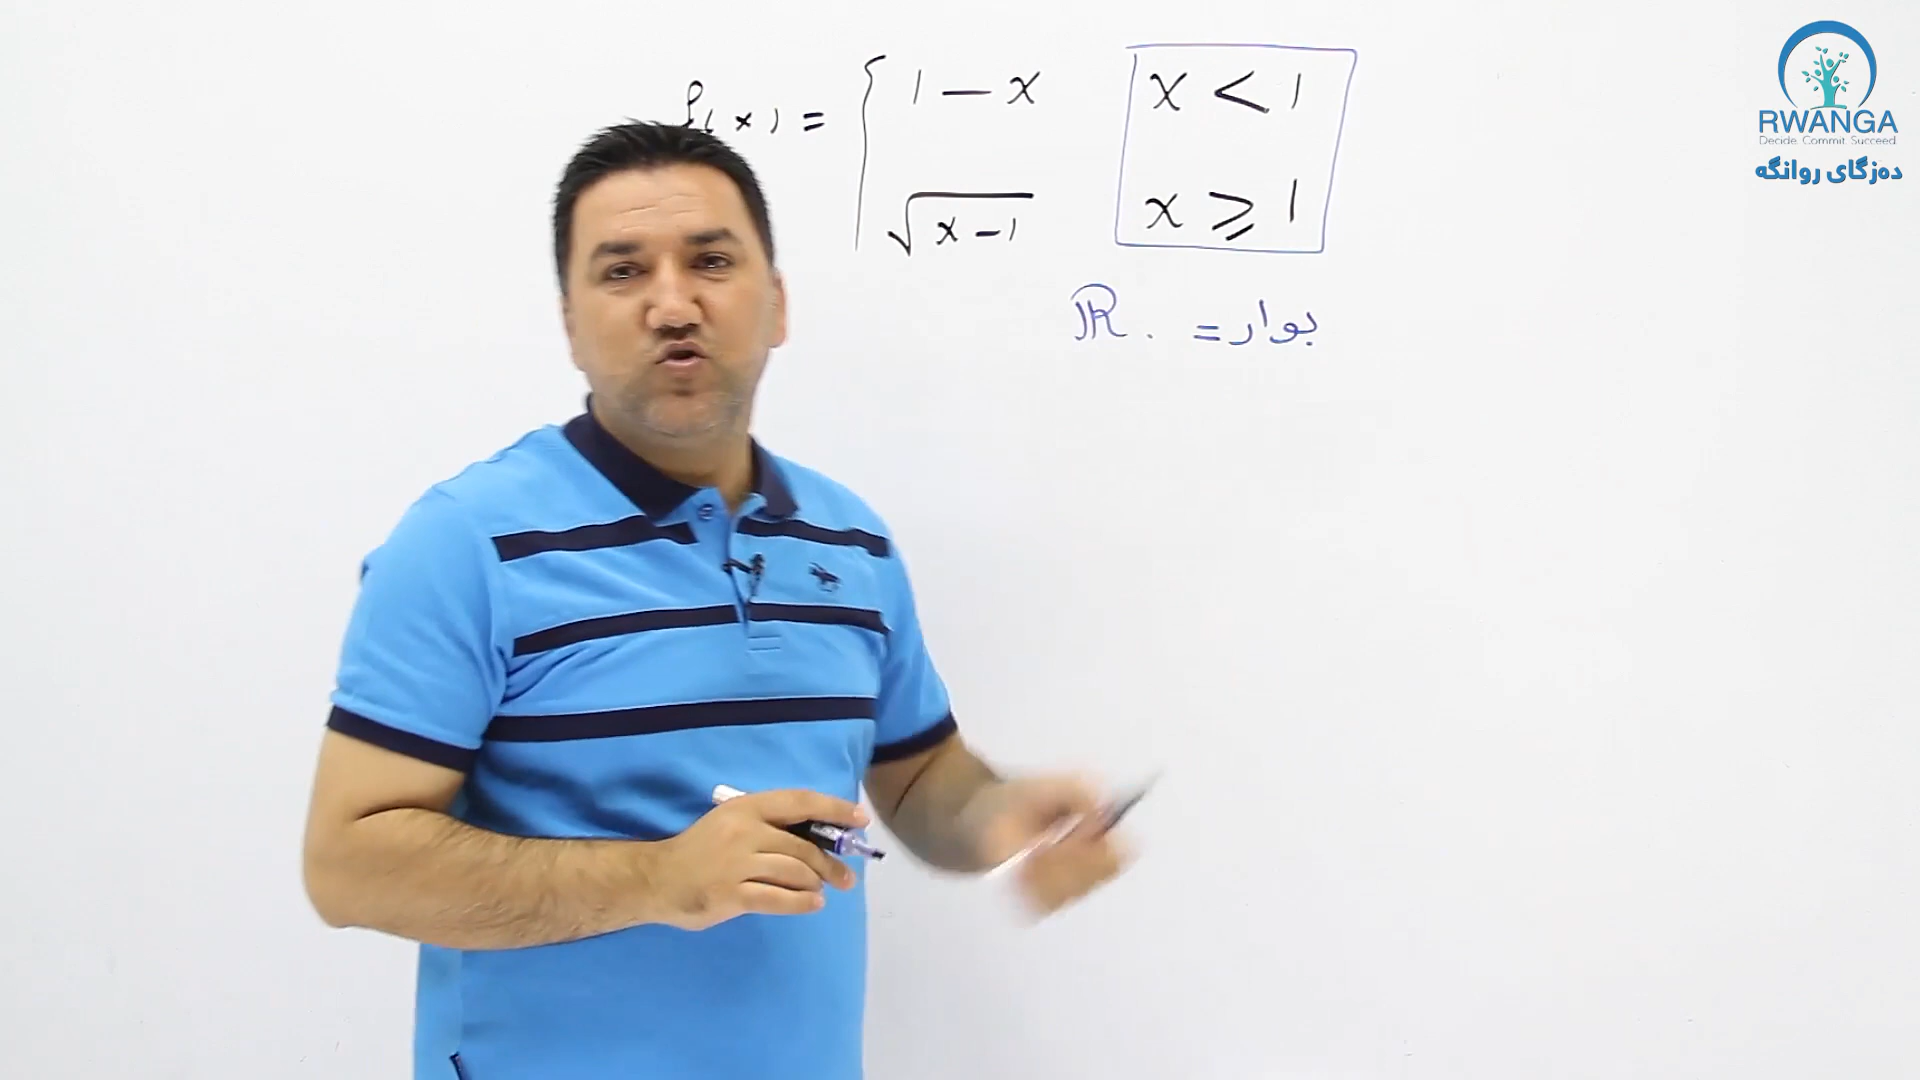 f(x) = { 1 - x    x < 1
√(x-1)    x ⩾ 1
بوار = ℝ.
RWANGA
Decide. Commit. Succeed.
دەزگای روانگە